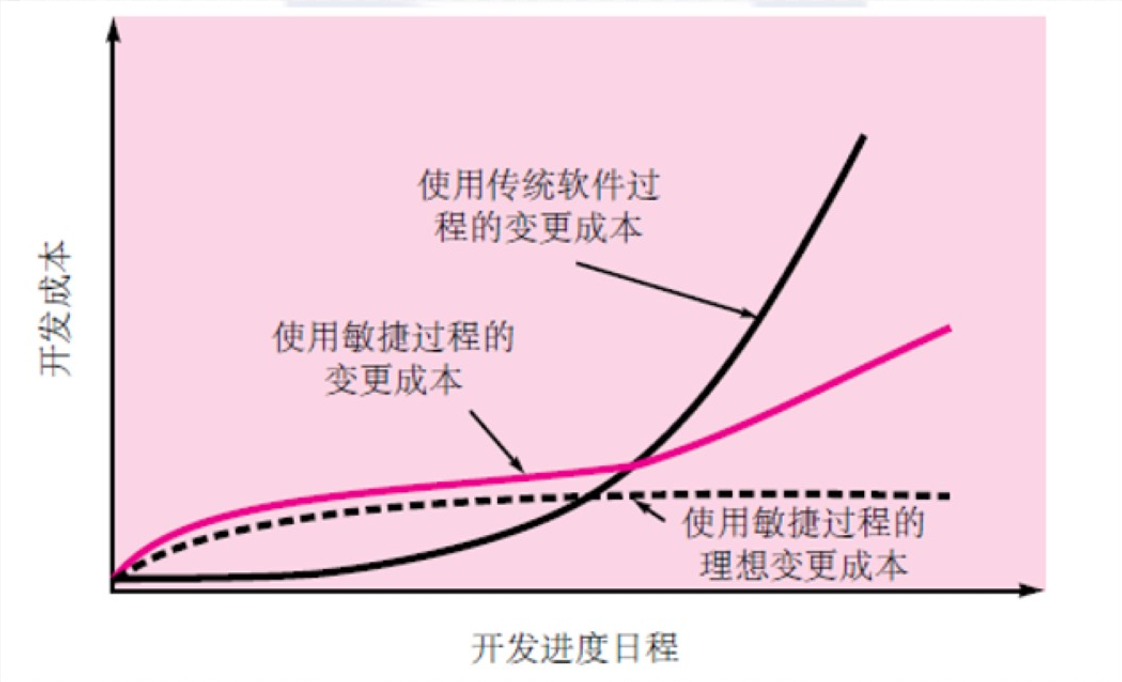 使用传统软件过
程的变更成本
使用敏捷过程的
变更成本
开发成本
使用敏捷过程的
理想变更成本
开发进度日程